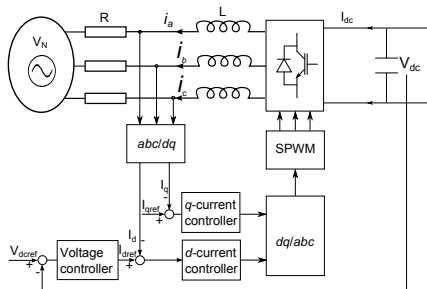 R
i_a
L
I_dc
V_N
i_b
i_c
V_dc
abc/dq
SPWM
I_q
I_qref
q-current
controller
dq/abc
I_d
V_dcref
Voltage
controller
I_dref
d-current
controller
+
-
+
-
+
-